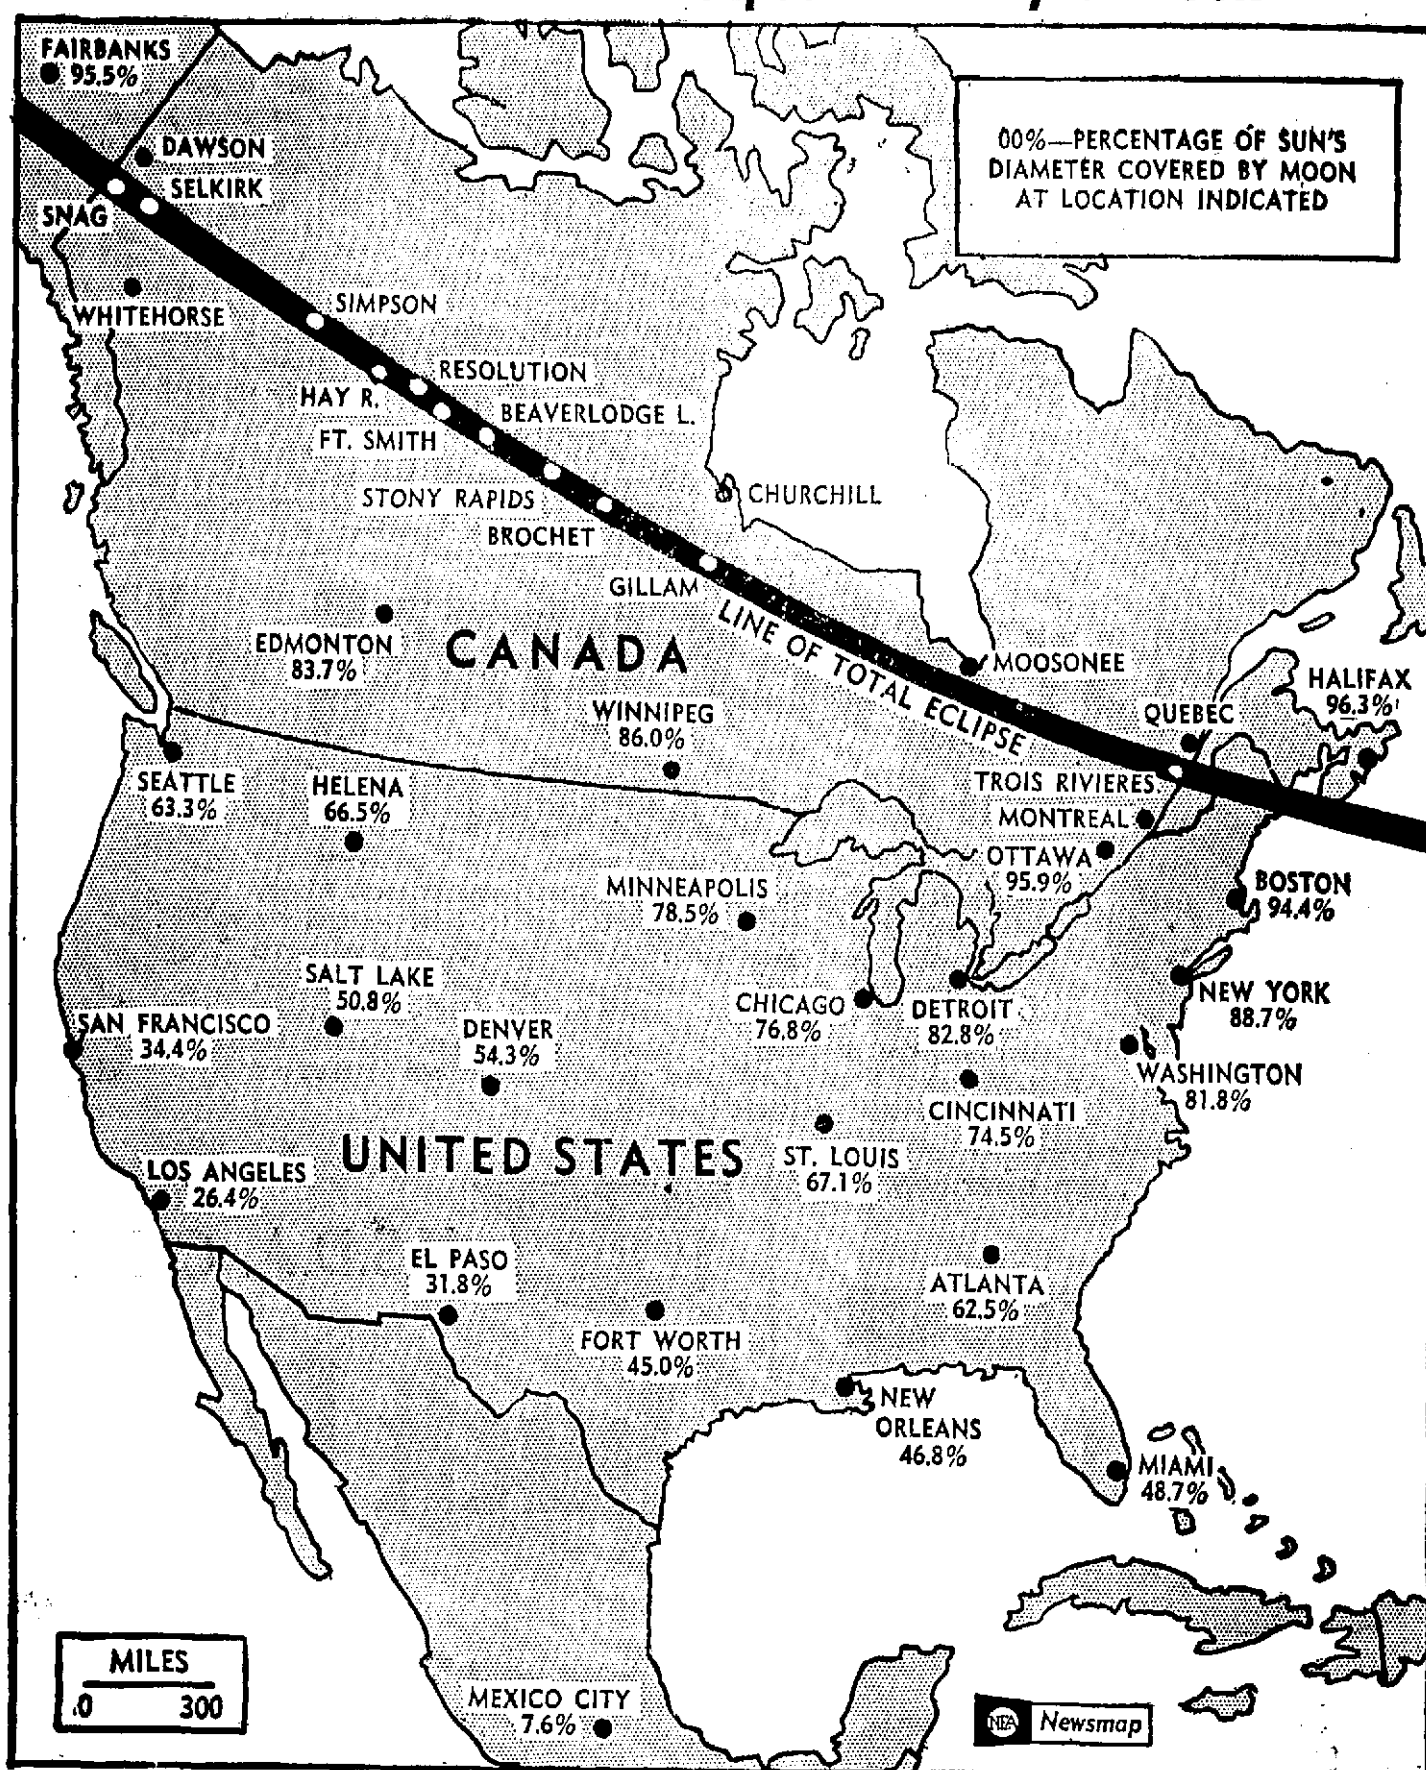 FAIRBANKS
95.5%
00%—PERCENTAGE OF SUN'S
DIAMETER COVERED BY MOON
AT LOCATION INDICATED
DAWSON
SELKIRK
SNAG
WHITEHORSE
SIMPSON
RESOLUTION
HAY R.
BEAVERLODGE L.
FT. SMITH
STONY RAPIDS
CHURCHILL
BROCHET
GILLAM
LINE OF TOTAL ECLIPSE
EDMONTON
83.7%
CANADA
MOOSONEE
HALIFAX
96.3%
WINNIPEG
86.0%
QUEBEC
SEATTLE
63.3%
HELENA
66.5%
TROIS RIVIERES
MONTREAL
OTTAWA
95.9%
MINNEAPOLIS
78.5%
BOSTON
94.4%
SALT LAKE
50.8%
CHICAGO
76.8%
DETROIT
82.8%
NEW YORK
88.7%
SAN FRANCISCO
34.4%
DENVER
54.3%
WASHINGTON
81.8%
CINCINNATI
74.5%
UNITED STATES
ST. LOUIS
67.1%
LOS ANGELES
26.4%
EL PASO
31.8%
ATLANTA
62.5%
FORT WORTH
45.0%
NEW
ORLEANS
46.8%
MIAMI
48.7%
MILES
0 300
MEXICO CITY
7.6%
NEA Newsmap